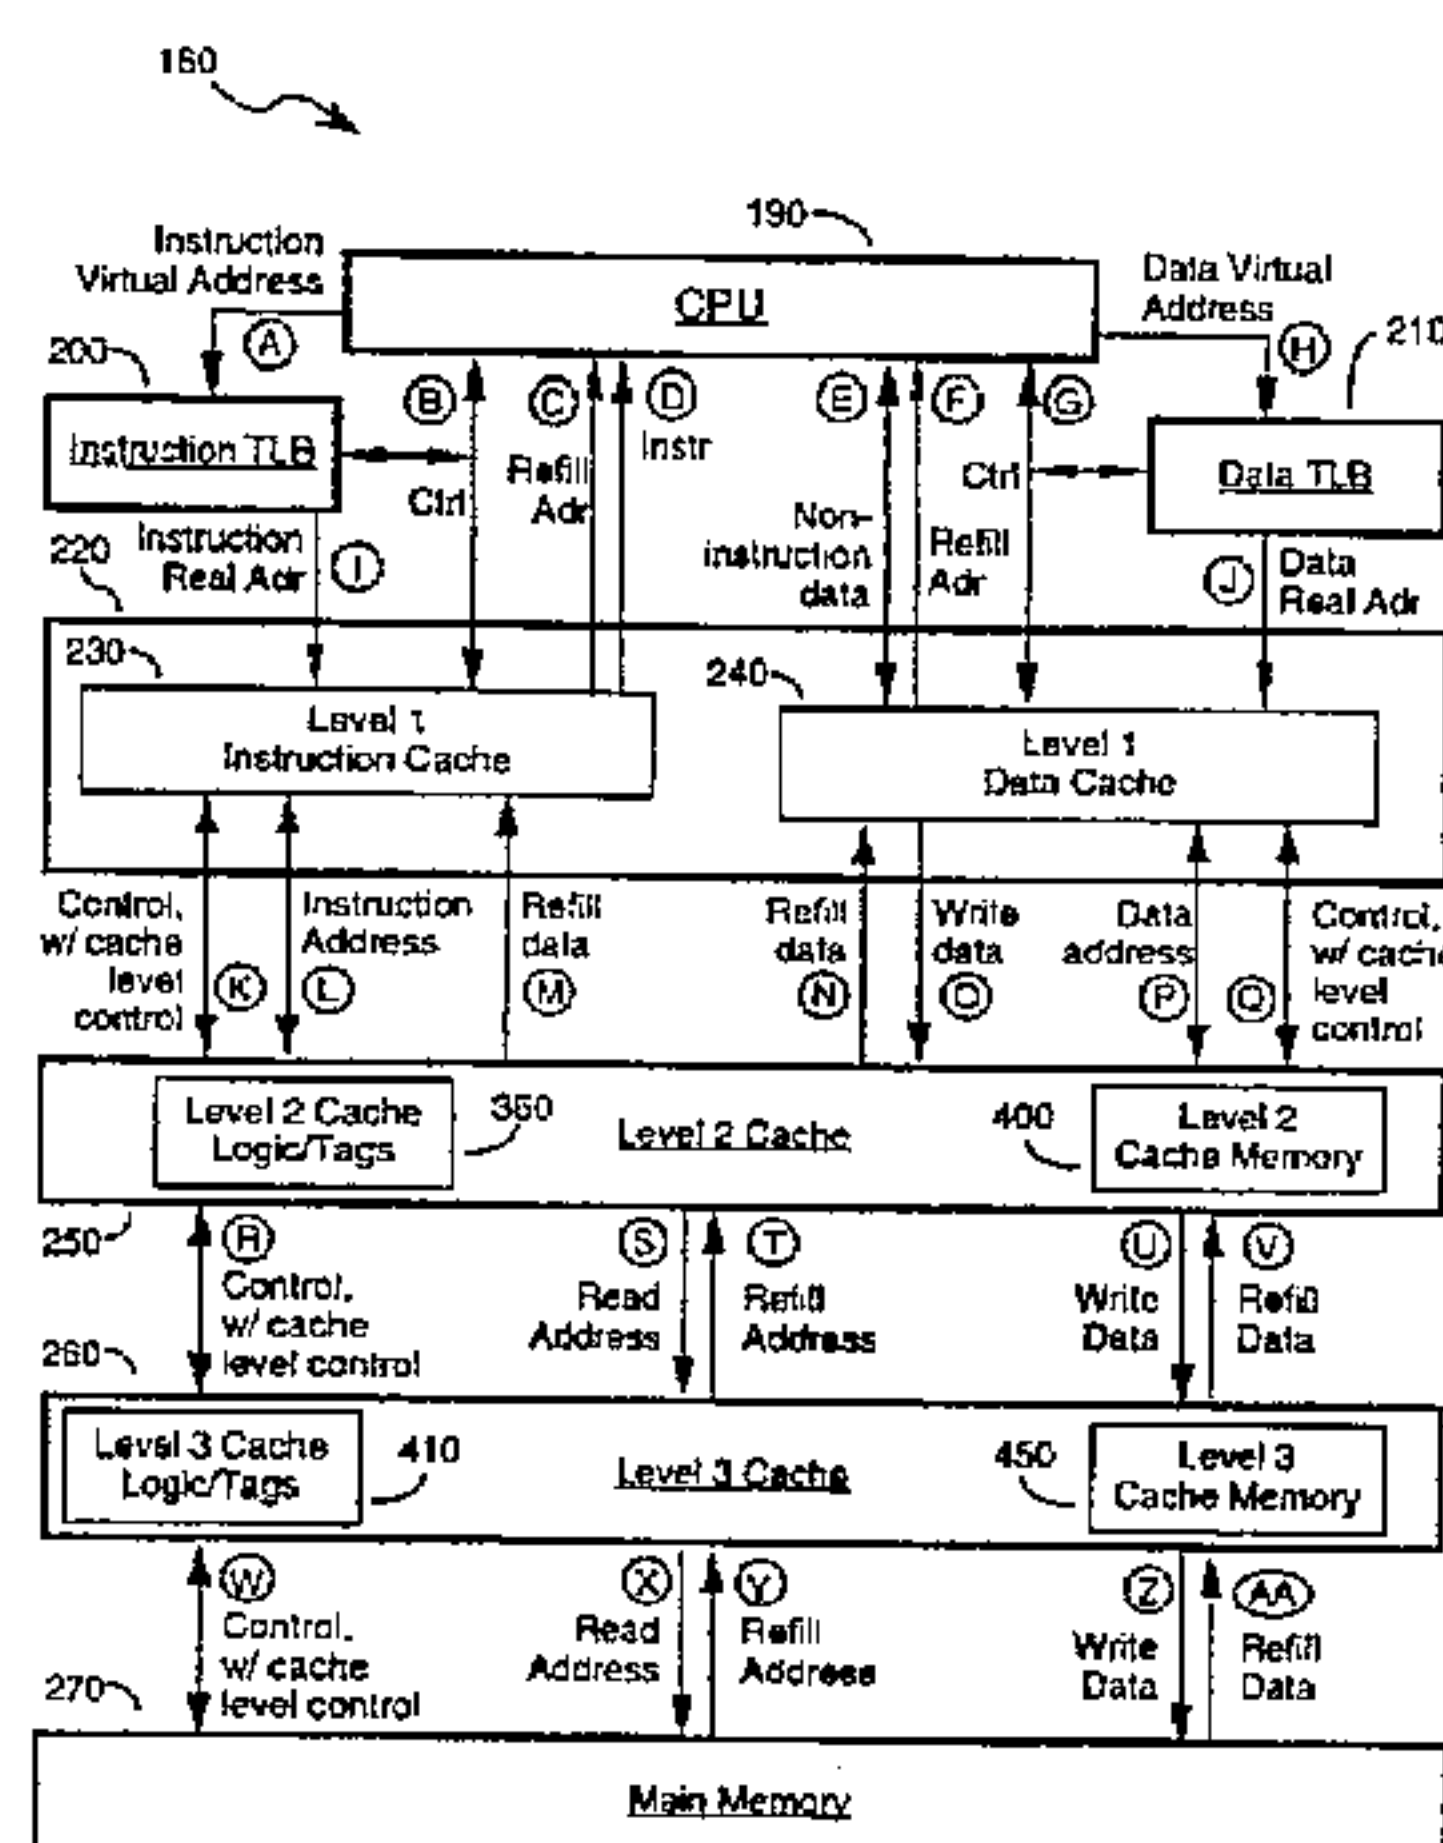 160
190
Instruction
Virtual Address
CPU
Data Virtual
Address
A
H
200
210
B
C
D
E
F
G
Instruction TLB
Ctrl
Refill
Adr
Instr
Non-
instruction
data
Refill
Adr
Ctrl
Data TLB
220
Instruction
Real Adr
I
J
Data
Real Adr
230
240
Level 1
Instruction Cache
Level 1
Data Cache
Control,
w/ cache
level
control
K
Instruction
Address
L
Refill
data
M
Refill
data
N
Write
data
O
Data
address
P
Q
Control,
w/ cache
level
control
Level 2 Cache
Logic/Tags
Level 2 Cache
400
Level 2
Cache Memory
250
R
Control,
w/ cache
level control
S
Read
Address
T
Refill
Address
U
Write
Data
V
Refill
Data
260
Level 3 Cache
Logic/Tags
410
Level 3 Cache
450
Level 3
Cache Memory
W
Control,
w/ cache
level control
X
Read
Address
Y
Refill
Address
Z
Write
Data
AA
Refill
Data
270
Main Memory